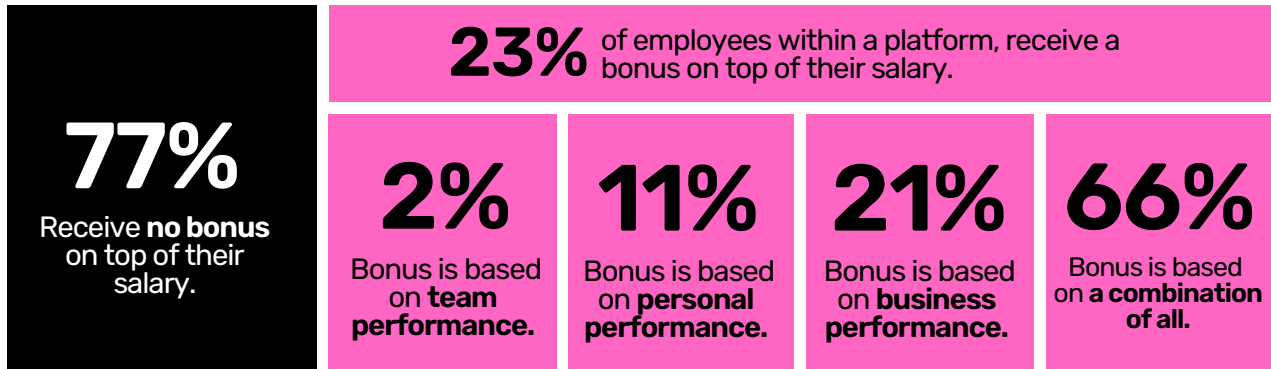 77%
Receive no bonus
on top of their
salary.
23%
of employees within a platform, receive a
bonus on top of their salary.
2%
Bonus is based
on team
performance.
11%
Bonus is based
on personal
performance.
21%
Bonus is based
on business
performance.
66%
Bonus is based
on a combination
of all.